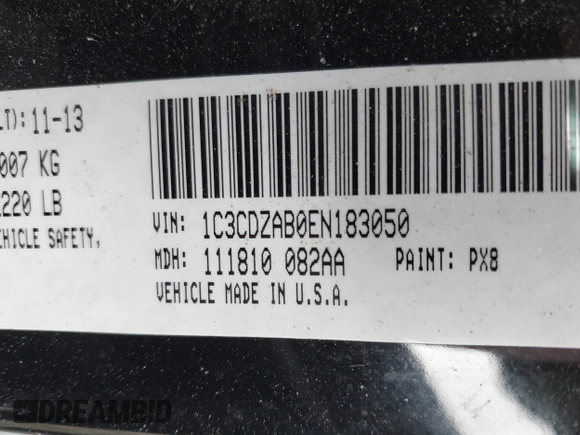 LT): 11-13
007 KG
220 LB
EHICLE SAFETY,
VIN: 1C3CDZAB0EN183050
MDH: 111810 082AA PAINT: PX8
VEHICLE MADE IN U.S.A.
DREAMBID